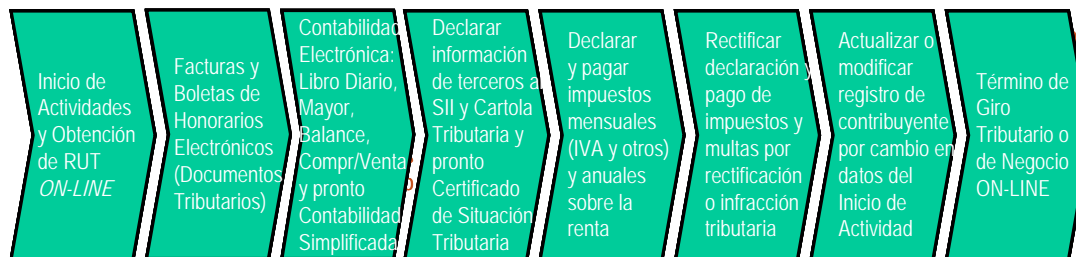 Inicio de
Actividades
y Obtención
de RUT
ON-LINE
Facturas y
Boletas de
Honorarios
Electrónicos
(Documentos
Tributarios)
Contabilidad
Electrónica:
Libro Diario,
Mayor,
Balance,
Compr/Venta
y pronto
Contabilidad
Simplificada
Declarar
información
de terceros al
SII y Cartola
Tributaria y
pronto
Certificado
de Situación
Tributaria
Declarar
y pagar
impuestos
mensuales
(IVA y otros)
y anuales
sobre la
renta
Rectificar
declaración y
pago de
impuestos y
multas por
rectificación
o infracción
tributaria
Actualizar o
modificar
registro de
contribuyente
por cambio en
datos del
Inicio de
Actividad
Término de
Giro
Tributario o
de Negocio
ON-LINE